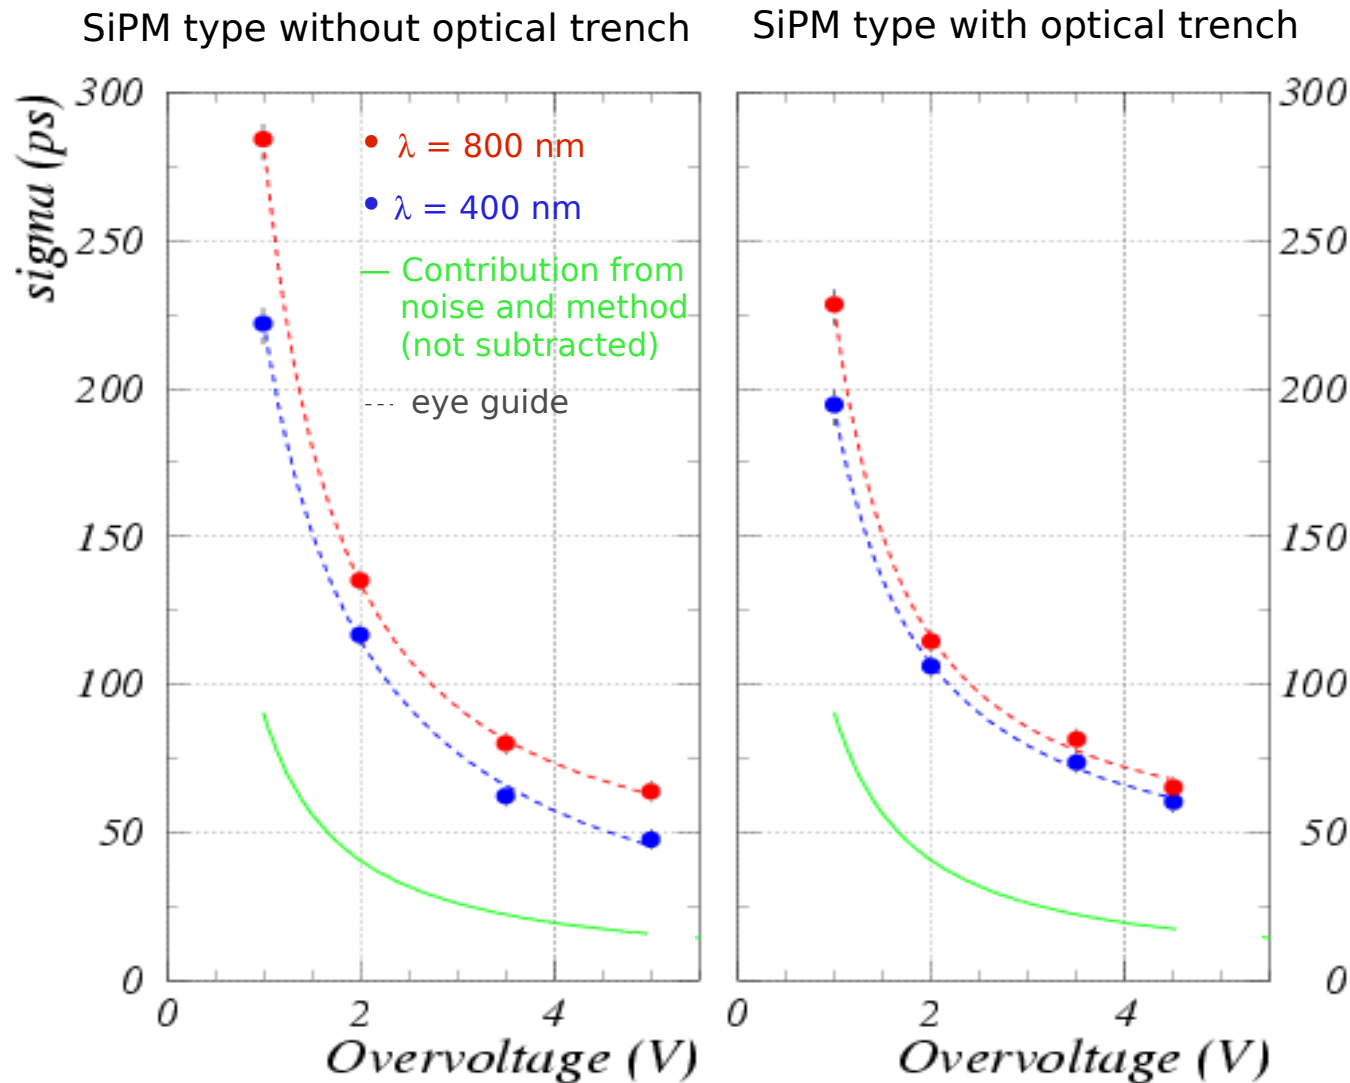 SiPM type without optical trench
SiPM type with optical trench
sigma (ps)
300
250
200
150
100
50
0
λ = 800 nm
λ = 400 nm
Contribution from
noise and method
(not subtracted)
eye guide
0 2 4
Overvoltage (V)
300
250
200
150
100
50
0
0 2 4
Overvoltage (V)